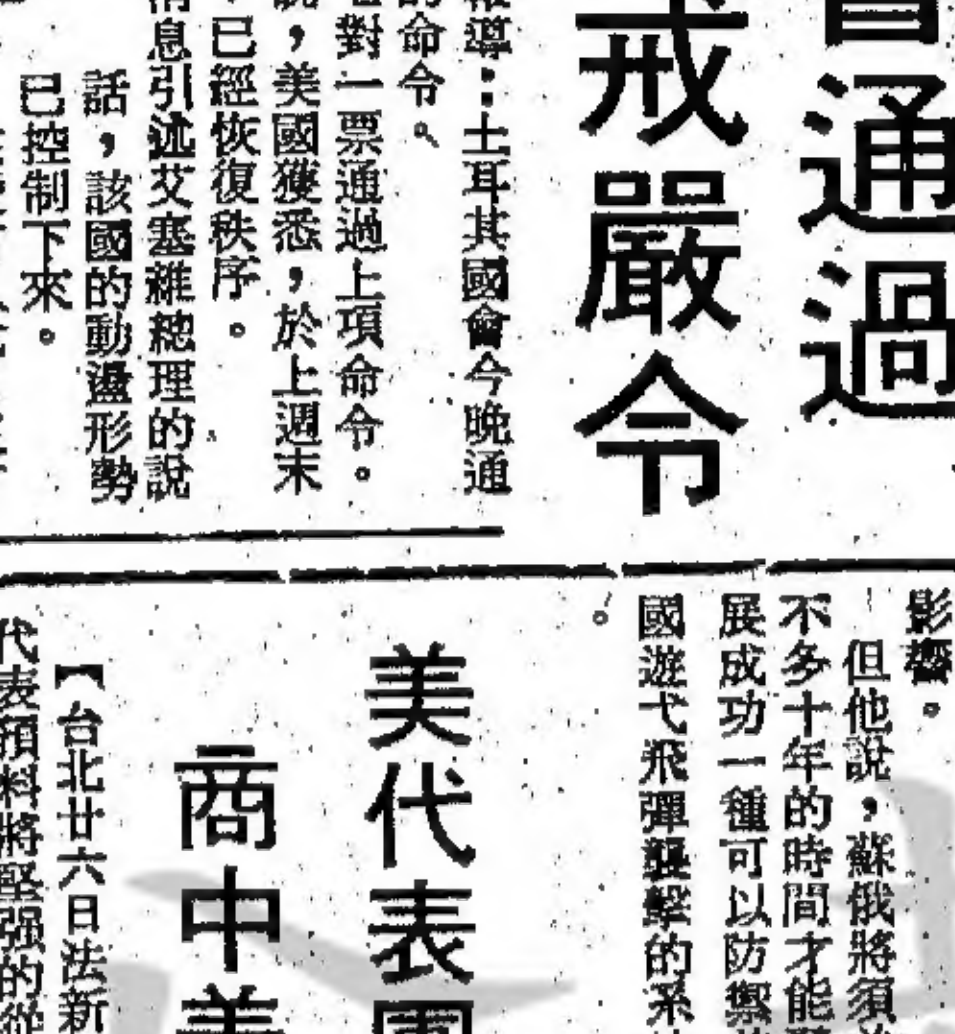 通過
戒嚴令
報導：土耳其國會今晚通
的命令。
對一票通過上項命令。
說，美國獲悉，於上週末
，已經恢復秩序。
消息引述艾塞維總理的說
話，該國的動盪形勢
已控制下來。
影響。
但他說，蘇俄將須
不多十年的時間才能
展成功一種可以防禦
國遊弋飛彈襲擊的系
。
美代表團
商中美
【台北廿六日法新
代表預料將堅强的從